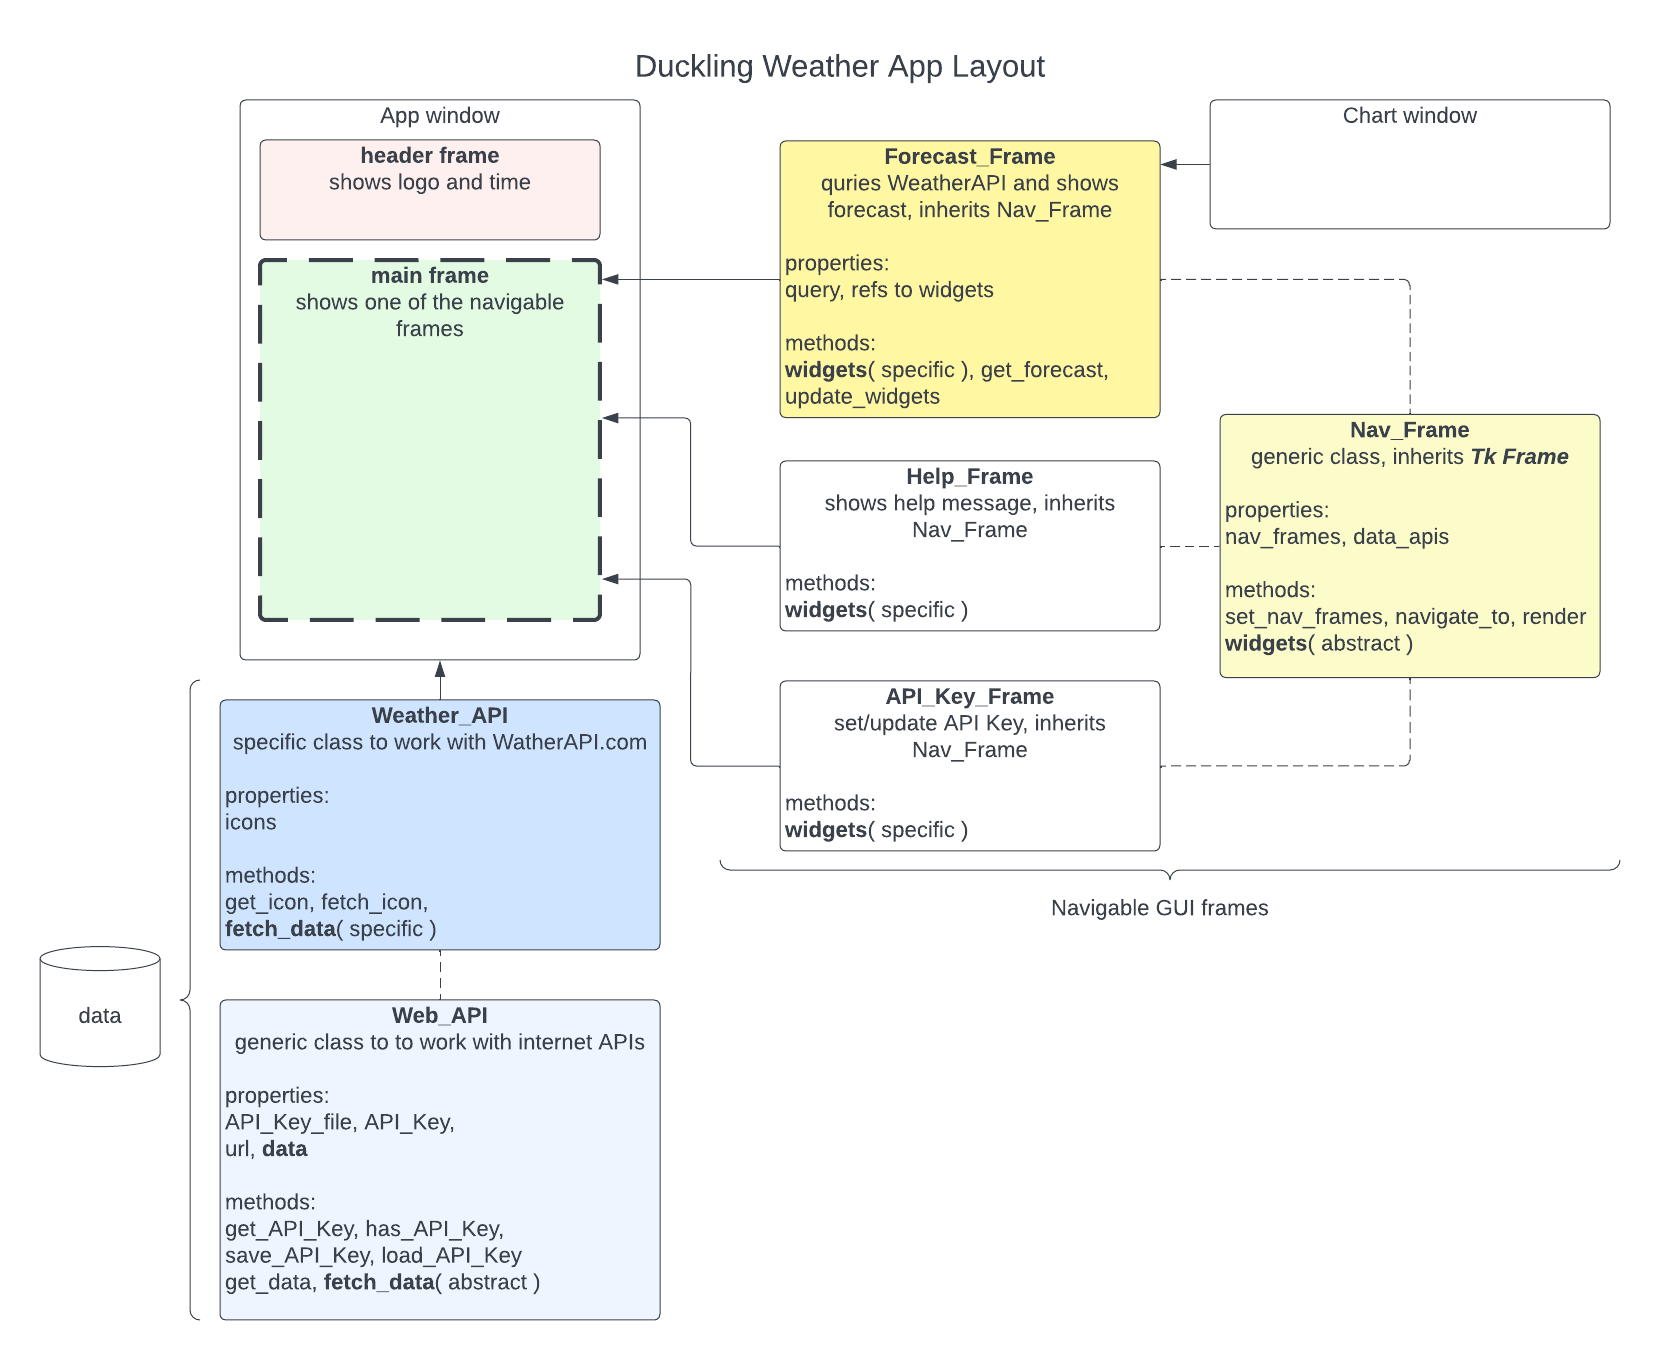 Duckling Weather App Layout
App window
header frame
shows logo and time
main frame
shows one of the navigable
frames
Forecast_Frame
quries WeatherAPI and shows
forecast, inherits Nav_Frame
properties:
query, refs to widgets
methods:
widgets( specific ), get_forecast,
update_widgets
Chart window
Help_Frame
shows help message, inherits
Nav_Frame
methods:
widgets( specific )
Nav_Frame
generic class, inherits Tk Frame
properties:
nav_frames, data_apis
methods:
set_nav_frames, navigate_to, render
widgets( abstract )
API_Key_Frame
set/update API Key, inherits
Nav_Frame
methods:
widgets( specific )
Navigable GUI frames
Weather_API
specific class to work with WatherAPI.com
properties:
icons
methods:
get_icon, fetch_icon,
fetch_data( specific )
data
Web_API
generic class to to work with internet APIs
properties:
API_Key_file, API_Key,
url, data
methods:
get_API_Key, has_API_Key,
save_API_Key, load_API_Key
get_data, fetch_data( abstract )